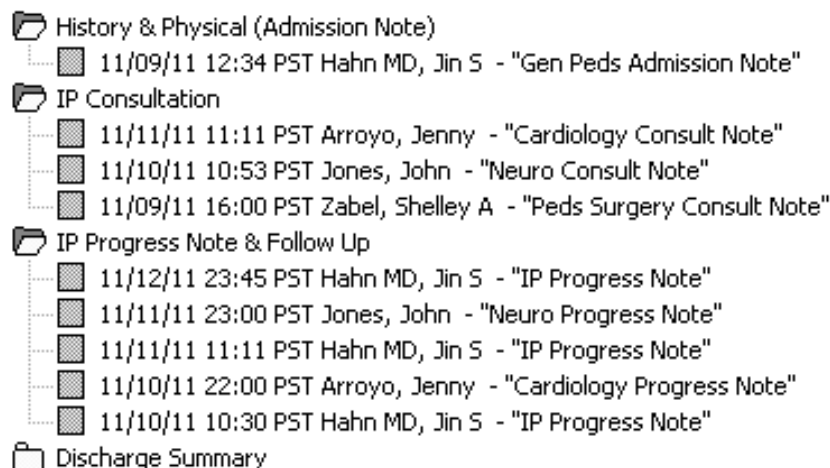 History & Physical (Admission Note)
11/09/11 12:34 PST Hahn MD, Jin S - "Gen Peds Admission Note"
IP Consultation
11/11/11 11:11 PST Arroyo, Jenny - "Cardiology Consult Note"
11/10/11 10:53 PST Jones, John - "Neuro Consult Note"
11/09/11 16:00 PST Zabel, Shelley A - "Peds Surgery Consult Note"
IP Progress Note & Follow Up
11/12/11 23:45 PST Hahn MD, Jin S - "IP Progress Note"
11/11/11 23:00 PST Jones, John - "Neuro Progress Note"
11/11/11 11:11 PST Hahn MD, Jin S - "IP Progress Note"
11/10/11 22:00 PST Arroyo, Jenny - "Cardiology Progress Note"
11/10/11 10:30 PST Hahn MD, Jin S - "IP Progress Note"
Discharge Summary